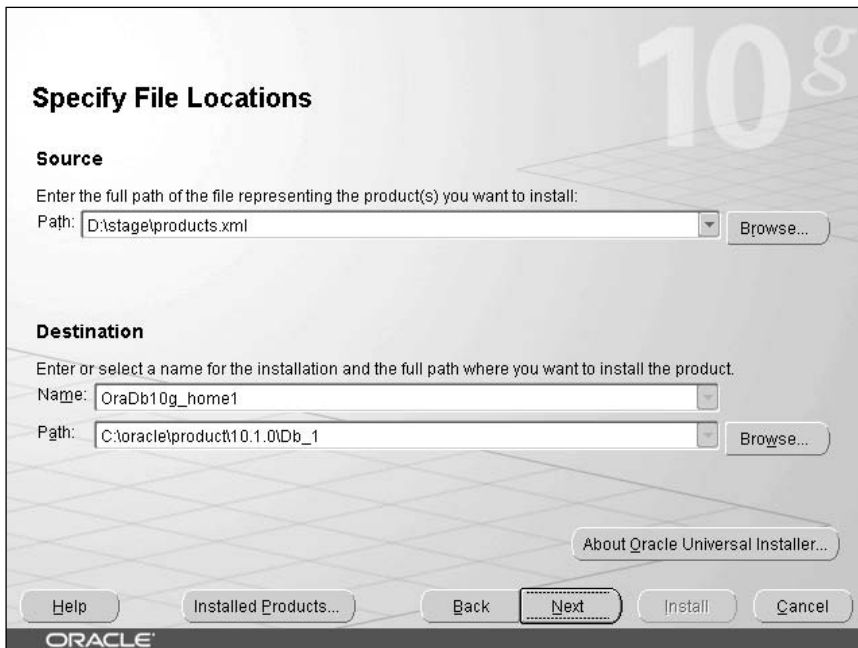 10g
Specify File Locations
Source
Enter the full path of the file representing the product(s) you want to install:
Path: D:\stage\products.xml Browse...
Destination
Enter or select a name for the installation and the full path where you want to install the product.
Name: OraDb10g_home1
Path: C:\oracle\product\10.1.0\Db_1 Browse...
About Oracle Universal Installer...
Help Installed Products... Back Next Install Cancel
ORACLE